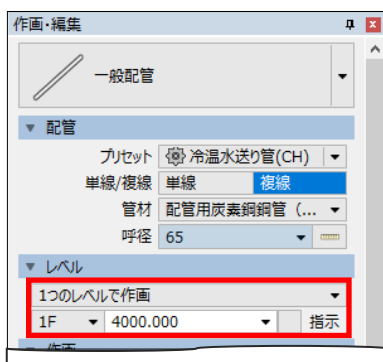 作画・編集
一般配管
配管
プリセット 冷温水送り管(CH)
単線/複線 単線 複線
管材 配管用炭素鋼鋼管 (...
呼径 65
レベル
1つのレベルで作画
1F 4000.000 指示
作画